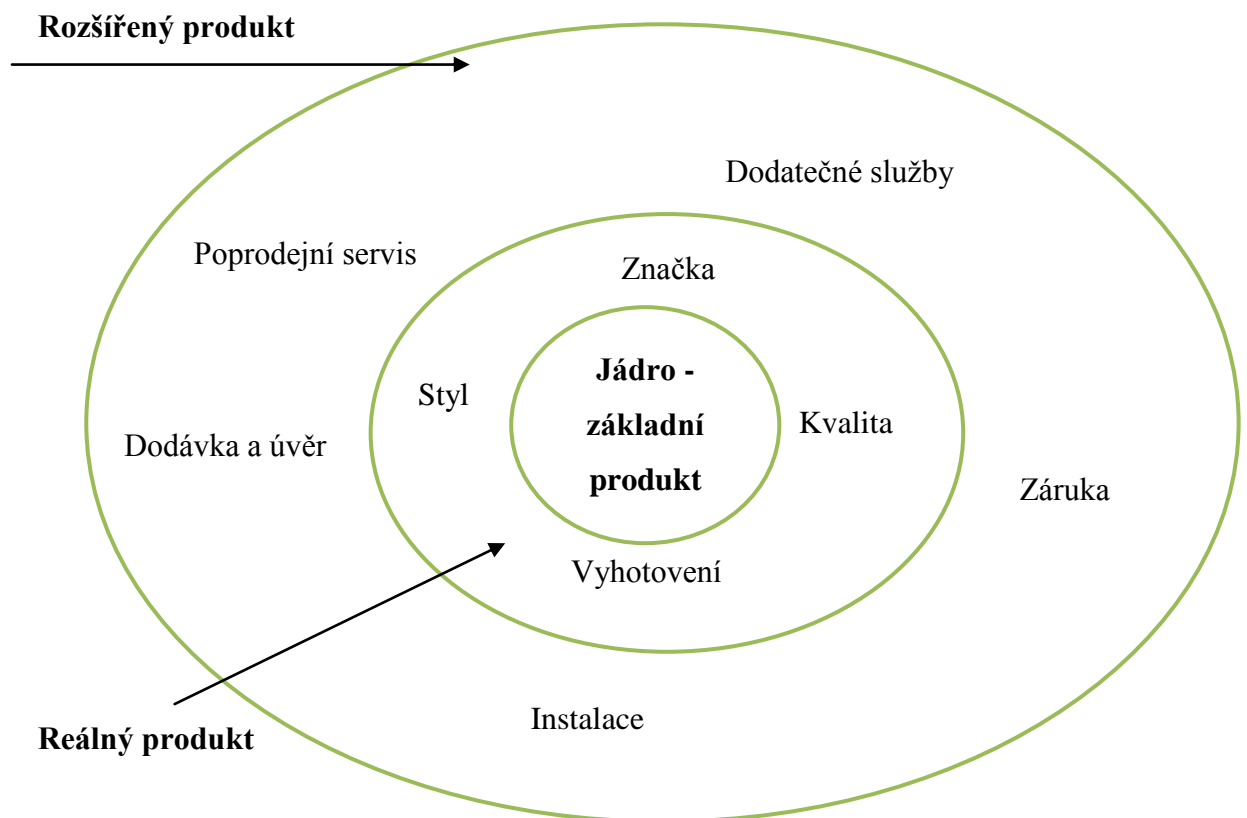 Rozšířený produkt
Dodatečné služby
Poprodejní servis
Značka
Jádro -
základní
produkt
Styl
Kvalita
Dodávka a úvěr
Záruka
Vyhotovení
Instalace
Reálný produkt